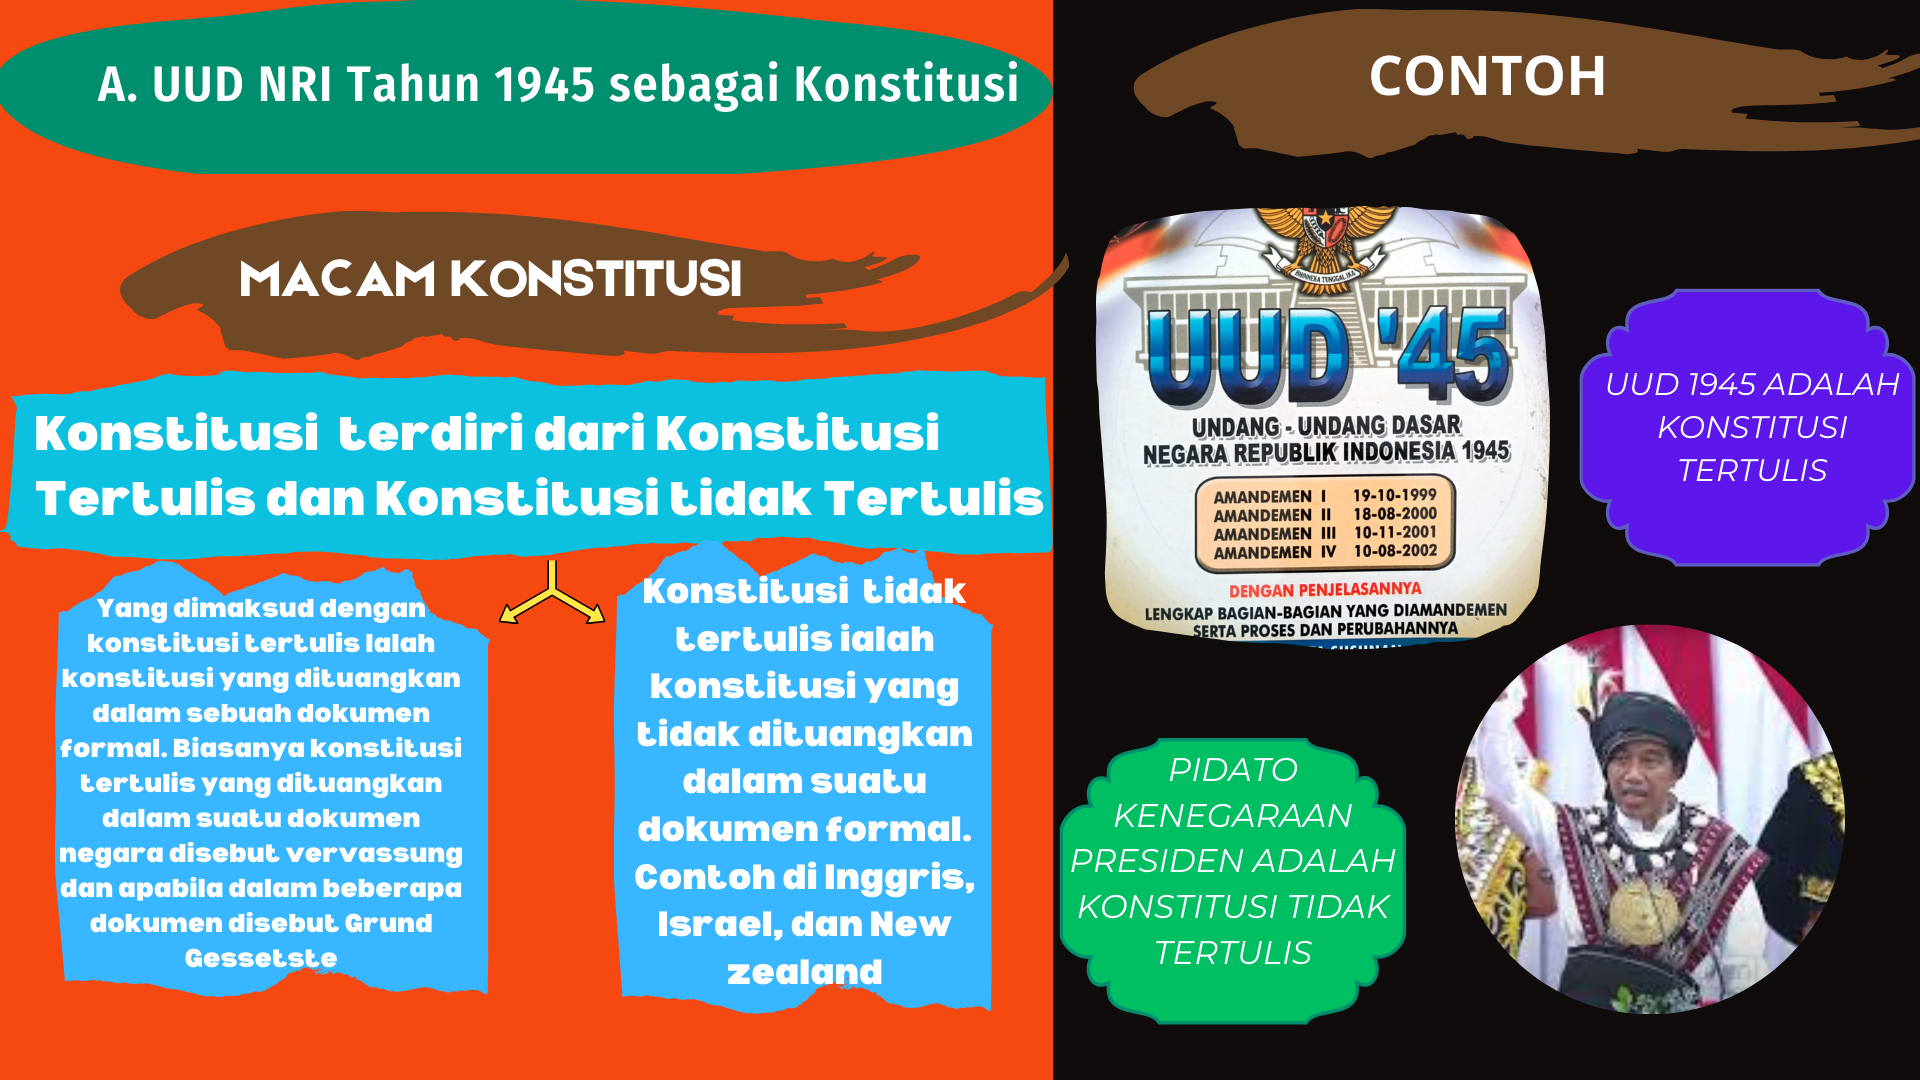 A. UUD NRI Tahun 1945 sebagai Konstitusi
MACAM KONSTITUSI
Konstitusi terdiri dari Konstitusi
Tertulis dan Konstitusi tidak Tertulis
Yang dimaksud dengan
konstitusi tertulis Ialah
konstitusi yang dituangkan
dalam sebuah dokumen
formal. Biasanya konstitusi
tertulis yang dituangkan
dalam suatu dokumen
negara disebut vervassung
dan apabila dalam beberapa
dokumen disebut Grund
Gessetste
Konstitusi tidak
tertulis ialah
konstitusi yang
tidak dituangkan
dalam suatu
dokumen formal.
Contoh di Inggris,
Israel, dan New
zealand
CONTOH
BHINNEKA TUNGGAL IKA
UUD '45
UNDANG - UNDANG DASAR
NEGARA REPUBLIK INDONESIA 1945
AMANDEMEN I 19-10-1999
AMANDEMEN II 18-08-2000
AMANDEMEN III 10-11-2001
AMANDEMEN IV 10-08-2002
DENGAN PENJELASANNYA
LENGKAP BAGIAN-BAGIAN YANG DIAMANDEMEN
SERTA PROSES DAN PERUBAHANNYA
UUD 1945 ADALAH
KONSTITUSI
TERTULIS
PIDATO
KENEGARAAN
PRESIDEN ADALAH
KONSTITUSI TIDAK
TERTULIS